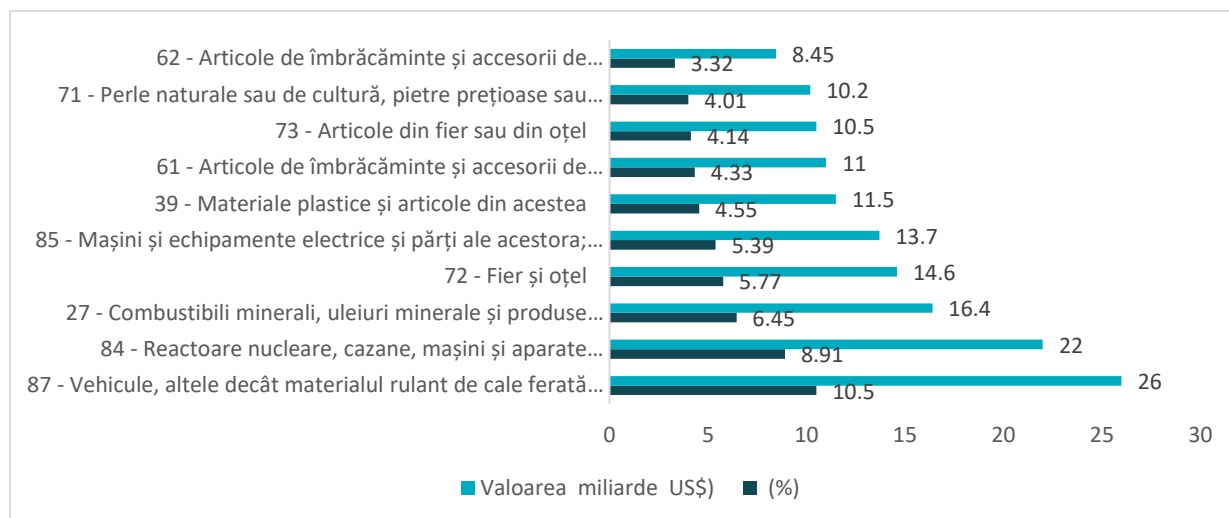 62 - Articole de îmbrăcăminte și accesorii de...
8.45
3.32
71 - Perle naturale sau de cultură, pietre prețioase sau...
10.2
4.01
73 - Articole din fier sau din oțel
10.5
4.14
61 - Articole de îmbrăcăminte și accesorii de...
11
4.33
39 - Materiale plastice și articole din acestea
11.5
4.55
85 - Mașini și echipamente electrice și părți ale acestora;...
13.7
5.39
72 - Fier și oțel
14.6
5.77
27 - Combustibili minerali, uleiuri minerale și produse...
16.4
6.45
84 - Reactoare nucleare, cazane, mașini și aparate...
22
8.91
87 - Vehicule, altele decât materialul rulant de cale ferată...
26
10.5
0 5 10 15 20 25 30
Valoarea miliarde US$) (%)